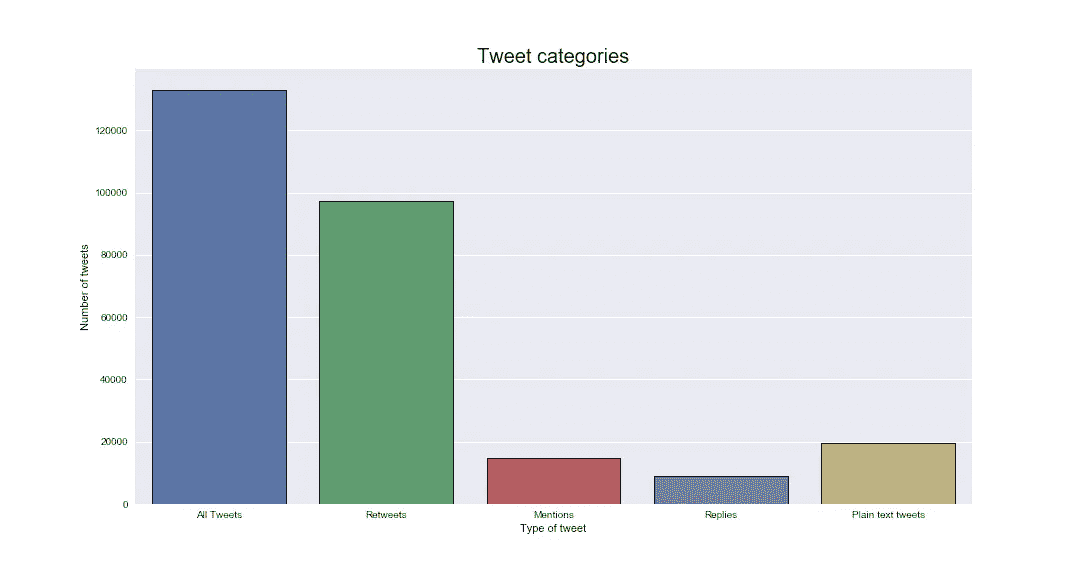 Tweet categories
120000
100000
80000
60000
40000
20000
0
Number of tweets
All Tweets Retweets Mentions Replies Plain text tweets
Type of tweet